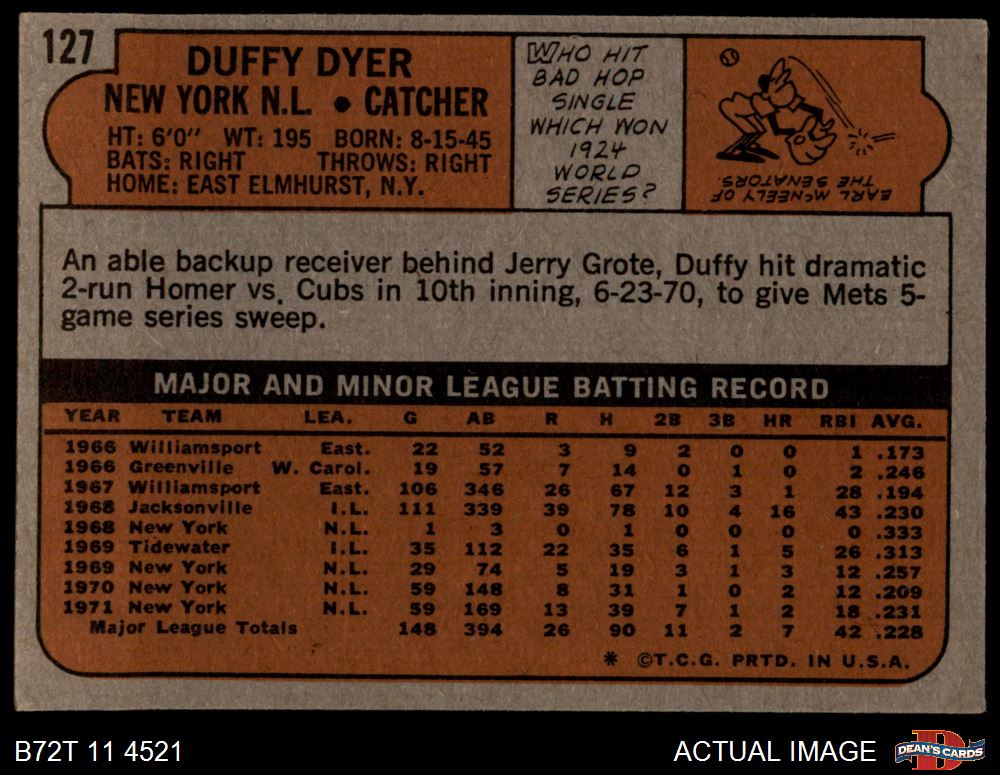 127
DUFFY DYER
NEW YORK N.L. • CATCHER
HT: 6'0" WT: 195 BORN: 8-15-45
BATS: RIGHT THROWS: RIGHT
HOME: EAST ELMHURST, N.Y.
WHO HIT
BAD HOP
SINGLE
WHICH WON
1924
WORLD
SERIES?
EARL McNEELY OF
THE SENATORS.
An able backup receiver behind Jerry Grote, Duffy hit dramatic
2-run Homer vs. Cubs in 10th inning, 6-23-70, to give Mets 5-
game series sweep.
MAJOR AND MINOR LEAGUE BATTING RECORD
YEAR TEAM LEA. G AB R H 2B 3B HR RBI AVG.
1966 Williamsport East. 22 52 3 9 2 0 0 1 .173
1966 Greenville W. Carol. 19 57 7 14 0 1 0 2 .246
1967 Williamsport East. 106 346 26 67 12 3 1 28 .194
1968 Jacksonville I.L. 111 339 39 78 10 4 16 43 .230
1968 New York N.L. 1 3 0 1 0 0 0 0 .333
1969 Tidewater I.L. 35 112 22 35 6 1 5 26 .313
1969 New York N.L. 29 74 5 19 3 1 3 12 .257
1970 New York N.L. 59 148 8 31 1 0 2 12 .209
1971 New York N.L. 59 169 13 39 7 1 2 18 .231
Major League Totals 148 394 26 90 11 2 7 42 .228
* ©T.C.G. PRTD. IN U.S.A.
B72T 11 4521
ACTUAL IMAGE
DEAN'S CARDS